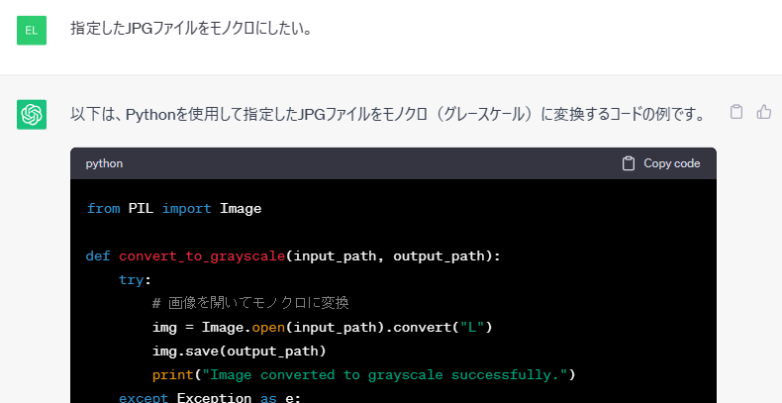 EL
指定したJPGファイルをモノクロにしたい。
以下は、Pythonを使用して指定したJPGファイルをモノクロ（グレースケール）に変換するコードの例です。
python
Copy code
from PIL import Image
def convert_to_grayscale(input_path, output_path):
try:
# 画像を開いてモノクロに変換
img = Image.open(input_path).convert("L")
img.save(output_path)
print("Image converted to grayscale successfully.")
except Exception as e: